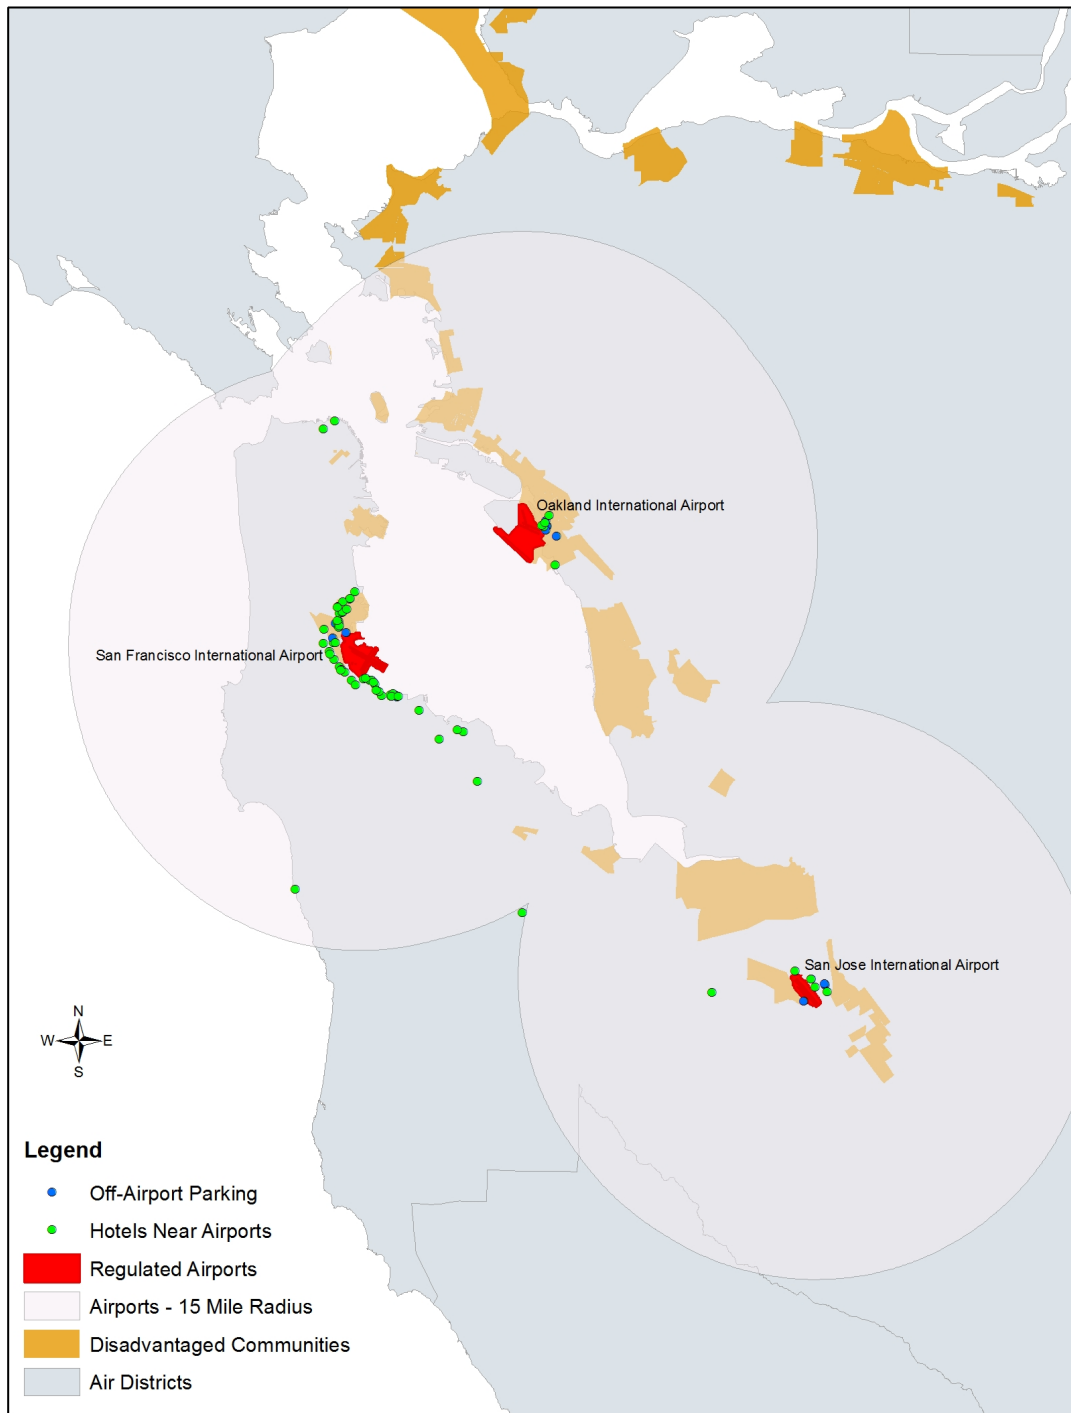 Oakland International Airport
San Francisco International Airport
San Jose International Airport
N
W E
S
Legend
Off-Airport Parking
Hotels Near Airports
Regulated Airports
Airports - 15 Mile Radius
Disadvantaged Communities
Air Districts